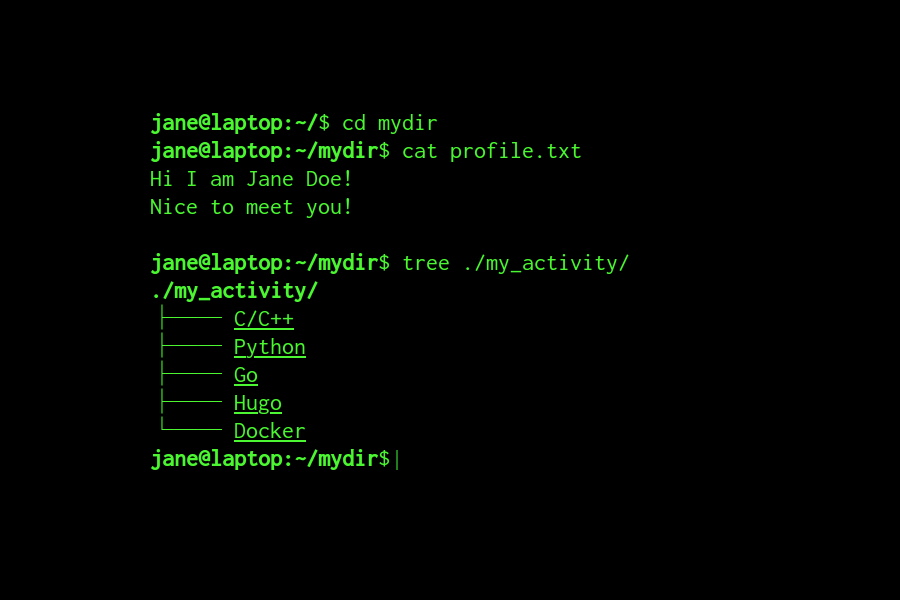 jane@laptop:~/$ cd mydir
jane@laptop:~/mydir$ cat profile.txt
Hi I am Jane Doe!
Nice to meet you!
jane@laptop:~/mydir$ tree ./my_activity/
./my_activity/
├──── C/C++
├──── Python
├──── Go
├──── Hugo
└──── Docker
jane@laptop:~/mydir$|